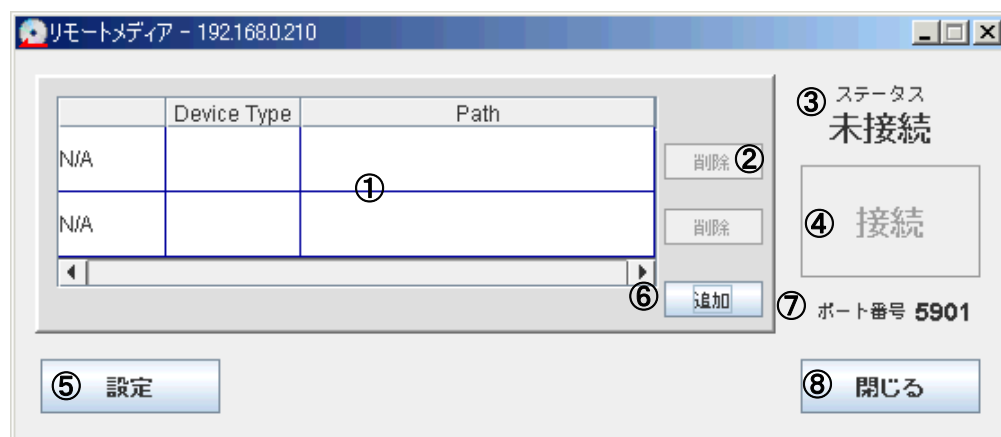 リモートメディア - 192.168.0.210
Device Type Path
N/A
N/A
① 
削除 ②
削除
⑥ 追加
③ ステータス
未接続
④ 接続
⑦ ポート番号 5901
⑤ 設定
⑧ 閉じる